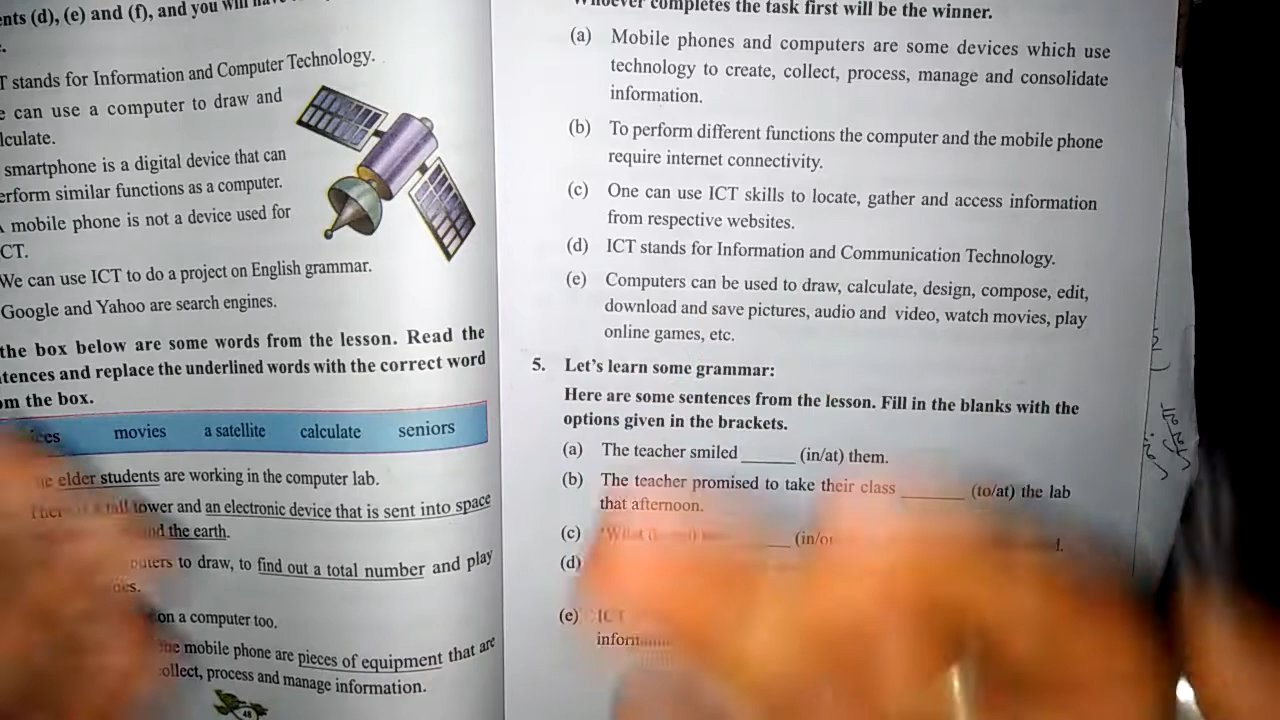 nts (d), (e) and (f), and you will
T stands for Information and Computer Technology.
e can use a computer to draw and
lculate.
smartphone is a digital device that can
erform similar functions as a computer.
mobile phone is not a device used for
CT.
We can use ICT to do a project on English grammar.
Google and Yahoo are search engines.
the box below are some words from the lesson. Read the
tences and replace the underlined words with the correct word
om the box.
movies a satellite calculate seniors
elder students are working in the computer lab.
tower and an electronic device that is sent into space
nd the earth.
puters to draw, to find out a total number and play
on a computer too.
mobile phone are pieces of equipment that are
ollect, process and manage information.
48
Whoever completes the task first will be the winner.
(a) Mobile phones and computers are some devices which use
technology to create, collect, process, manage and consolidate
information.
(b) To perform different functions the computer and the mobile phone
require internet connectivity.
(c) One can use ICT skills to locate, gather and access information
from respective websites.
(d) ICT stands for Information and Communication Technology.
(e) Computers can be used to draw, calculate, design, compose, edit,
download and save pictures, audio and video, watch movies, play
online games, etc.
5. Let's learn some grammar:
Here are some sentences from the lesson. Fill in the blanks with the
options given in the brackets.
(a) The teacher smiled ______ (in/at) them.
(b) The teacher promised to take their class ______ (to/at) the lab
that afternoon.
(c) ______ (in/o
(d)
(e) ICT
inform